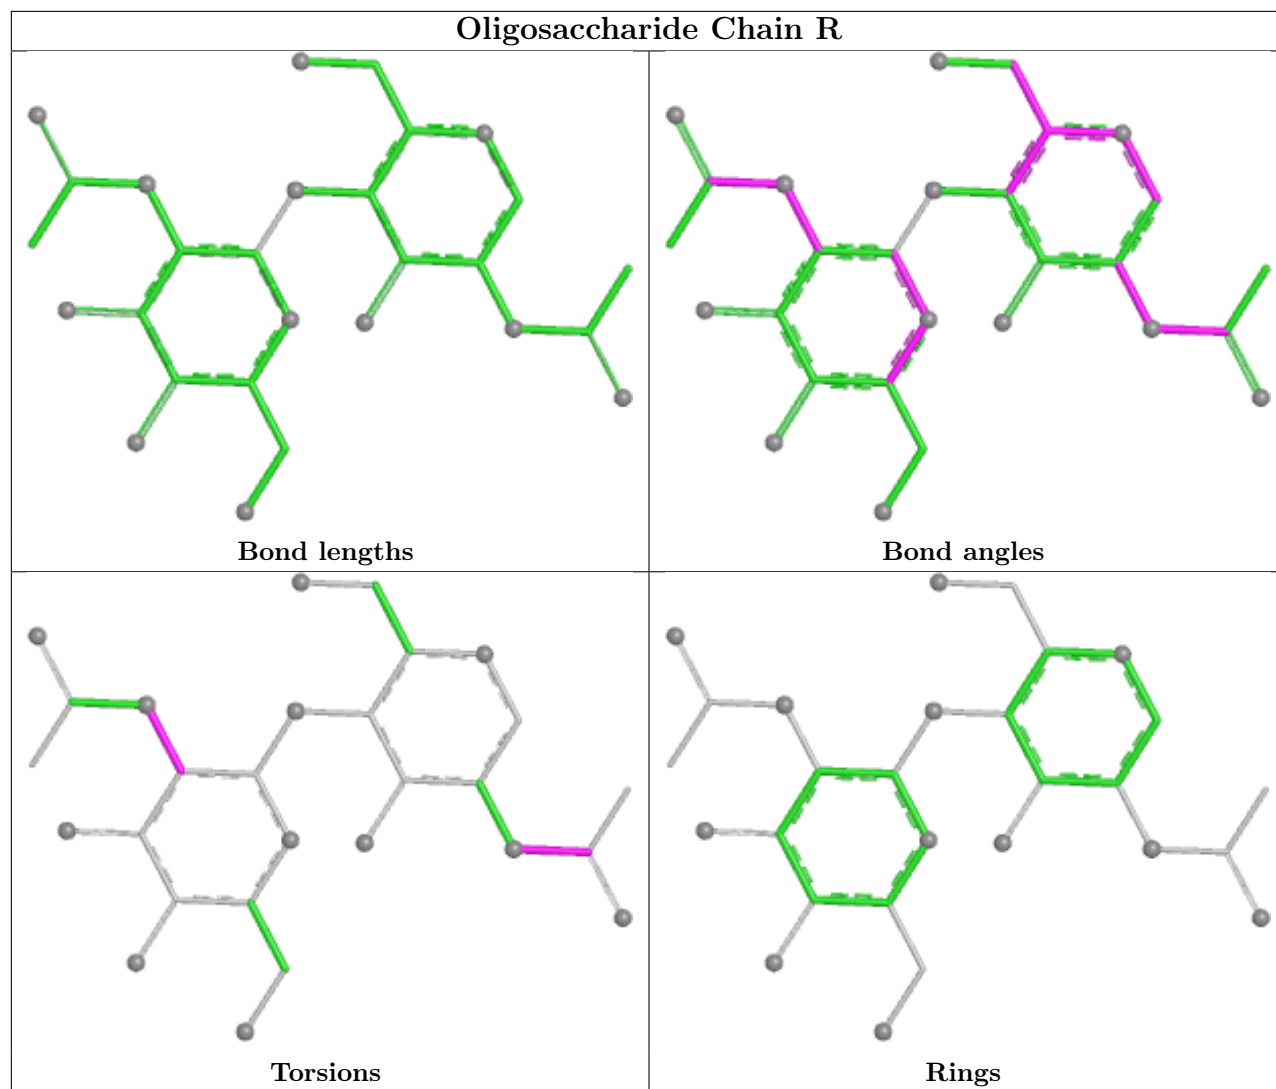 Oligosaccharide Chain R
Bond lengths
Bond angles
Torsions
Rings